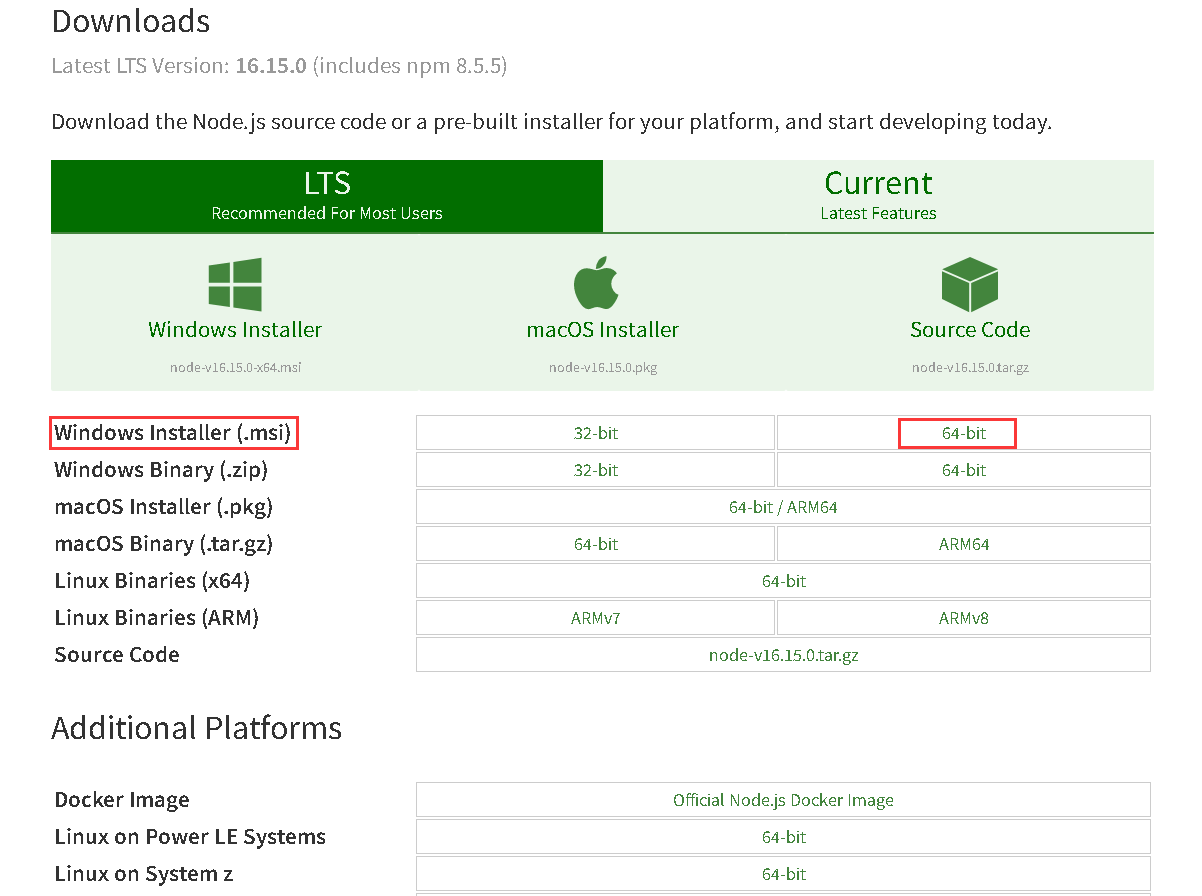 Downloads
Latest LTS Version: 16.15.0 (includes npm 8.5.5)
Download the Node.js source code or a pre-built installer for your platform, and start developing today.
LTS
Recommended For Most Users
Current
Latest Features
Windows Installer
node-v16.15.0-x64.msi
macOS Installer
node-v16.15.0.pkg
Source Code
node-v16.15.0.tar.gz
Windows Installer (.msi) 32-bit 64-bit
Windows Binary (.zip) 32-bit 64-bit
macOS Installer (.pkg) 64-bit / ARM64
macOS Binary (.tar.gz) 64-bit ARM64
Linux Binaries (x64) 64-bit
Linux Binaries (ARM) ARMv7 ARMv8
Source Code node-v16.15.0.tar.gz
Additional Platforms
Docker Image Official Node.js Docker Image
Linux on Power LE Systems 64-bit
Linux on System z 64-bit